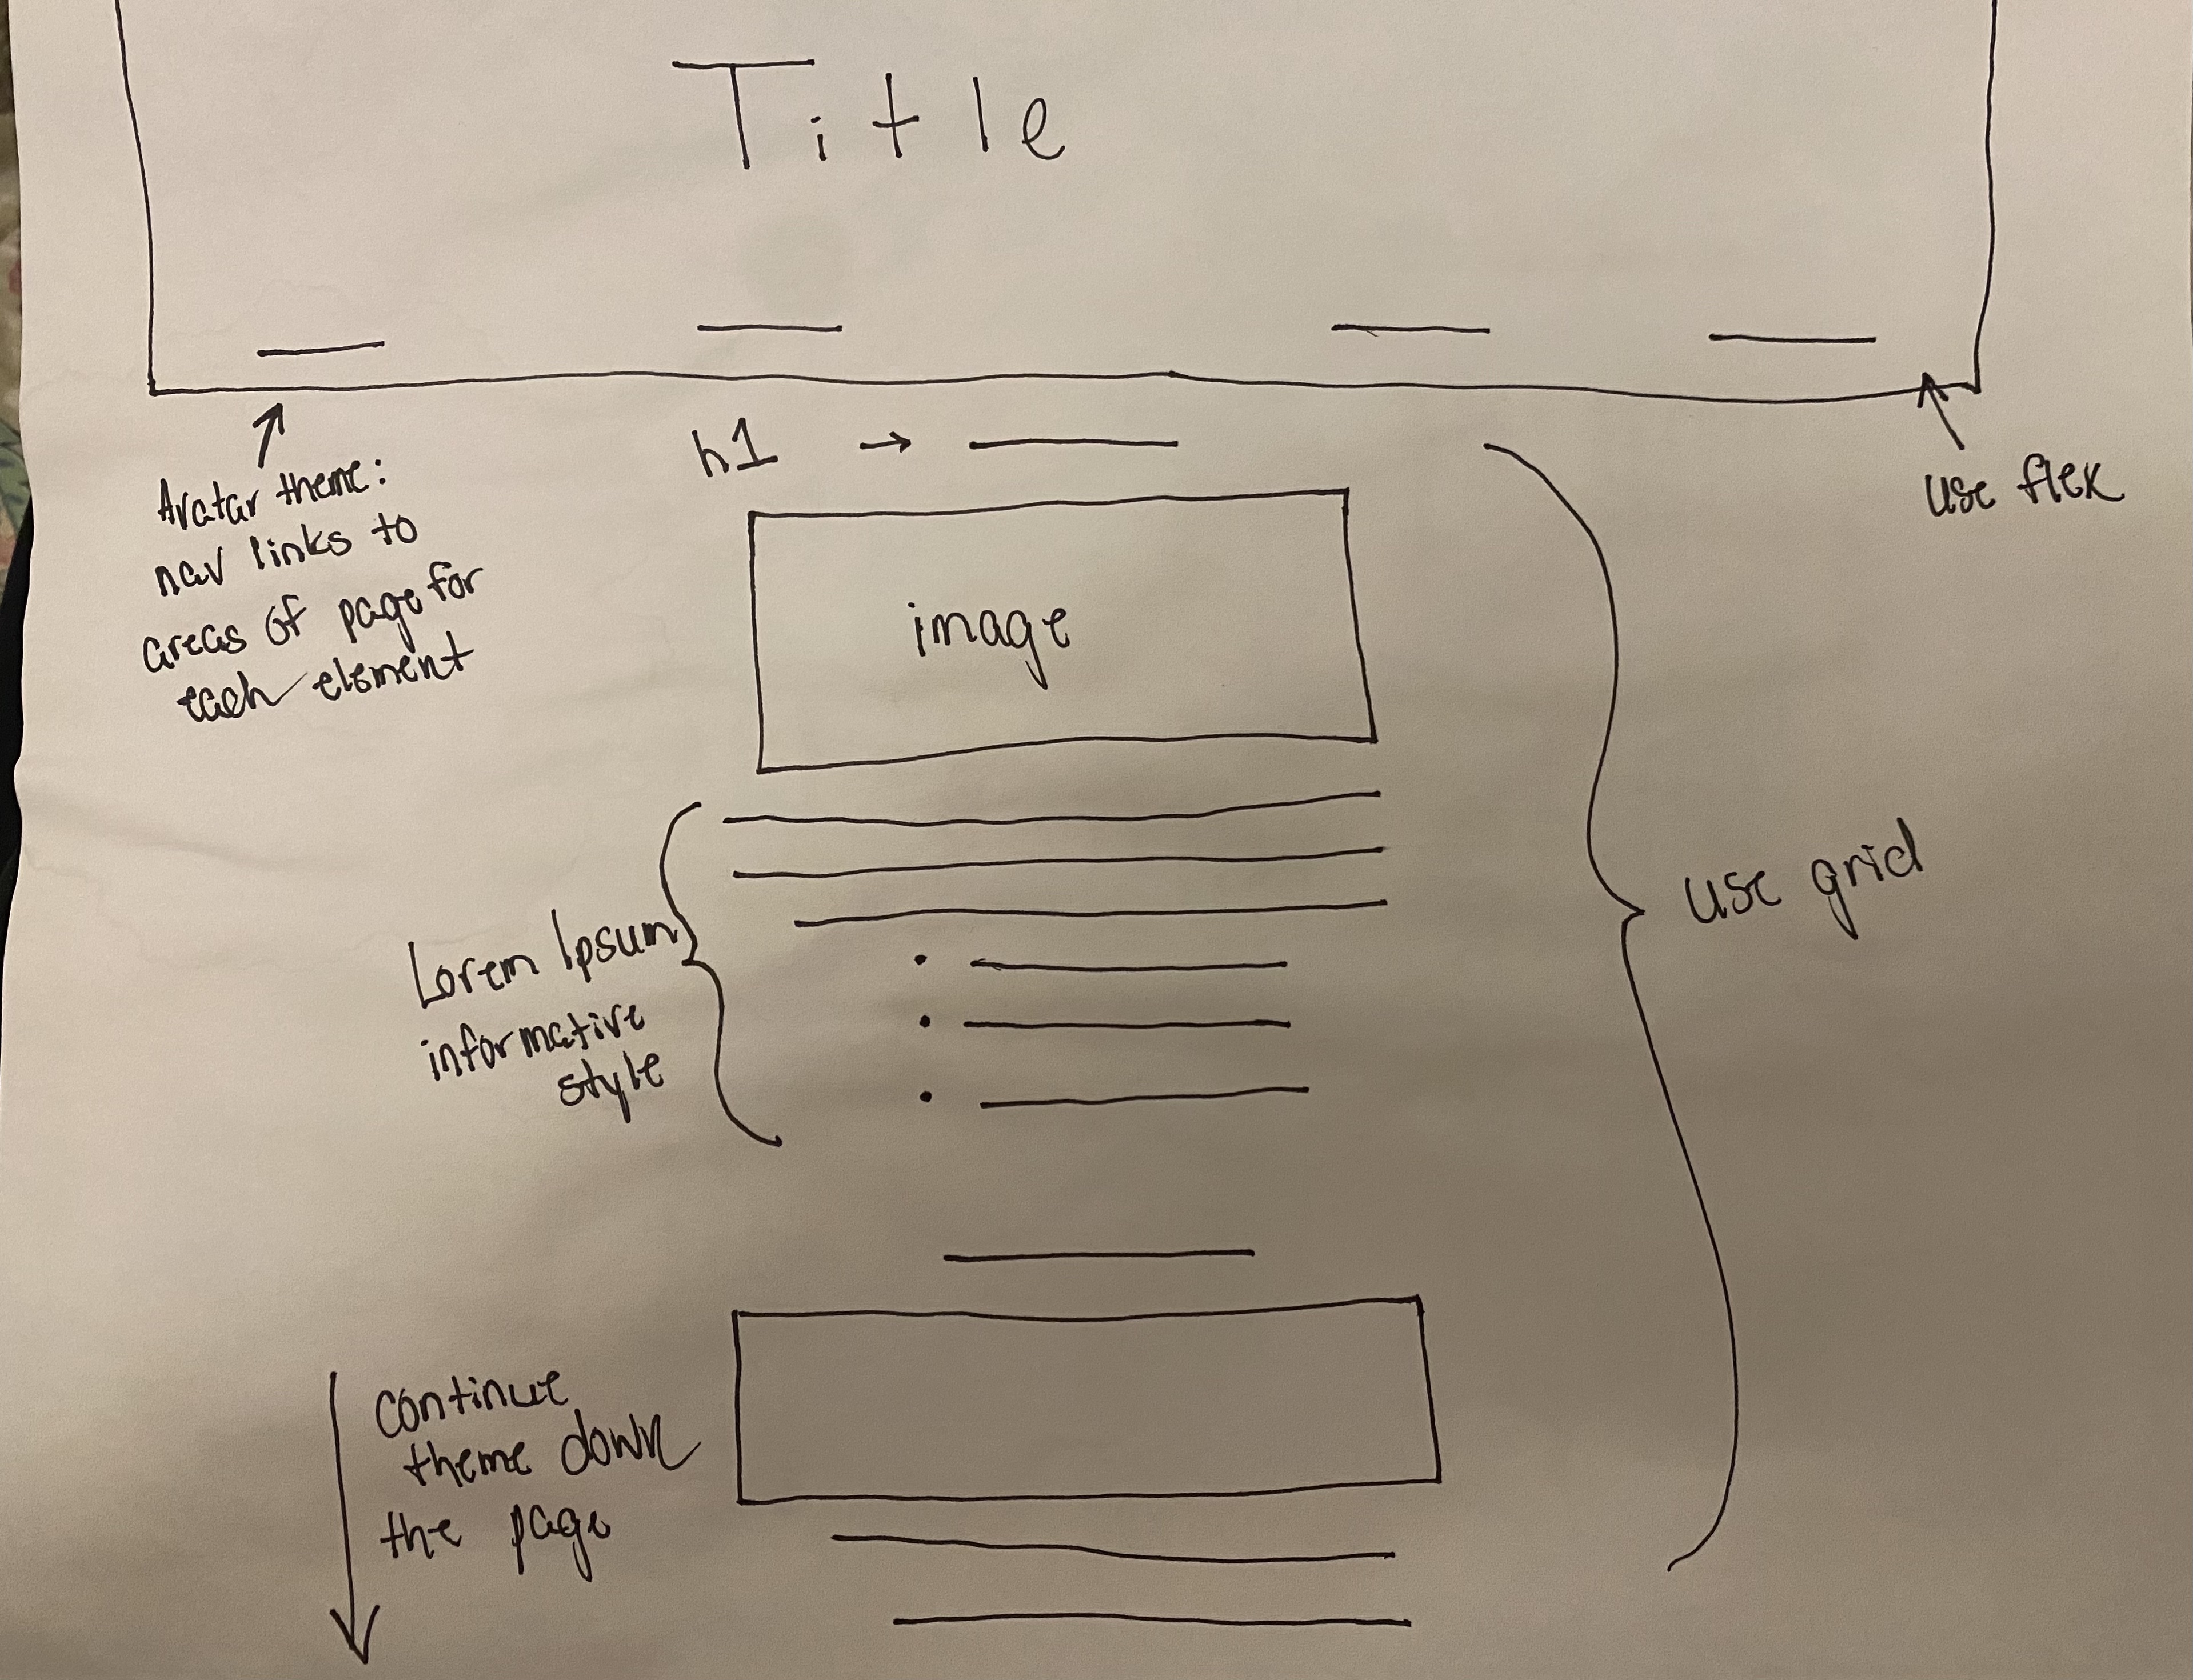 Title
h1 →
use flex
Avatar theme:
nav links to
areas of page for
each element
image
use grid
Lorem Ipsum
informative
style
continue
theme down
the page